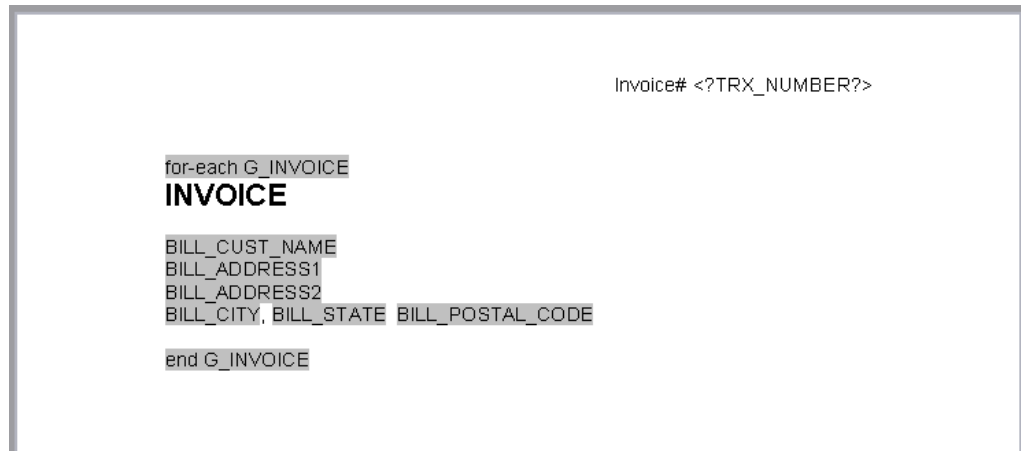 Invoice# <?TRX_NUMBER?>
for-each G_INVOICE
INVOICE
BILL_CUST_NAME
BILL_ADDRESS1
BILL_ADDRESS2
BILL_CITY, BILL_STATE BILL_POSTAL_CODE
end G_INVOICE